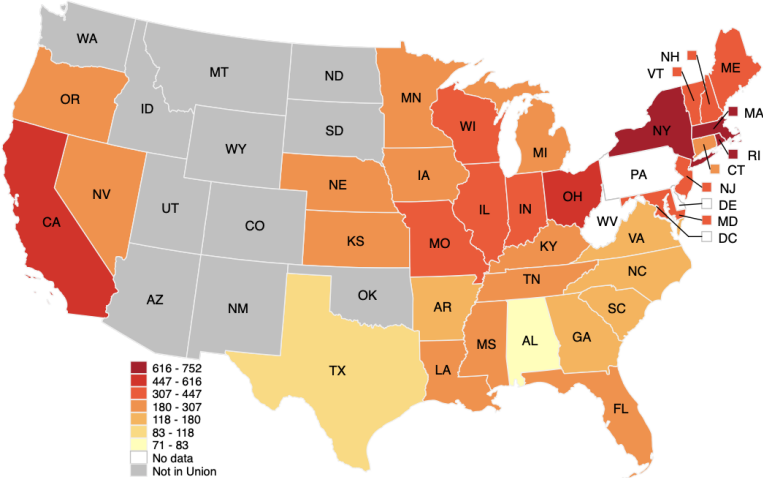 WA
MT
ND
MN
OR
ID
SD
WI
MI
NH
VT
ME
NY
MA
RI
CT
WY
NV
UT
CO
NE
IA
CA
IL
IN
OH
PA
NJ
DE
MD
DC
WV
VA
KS
MO
KY
NC
TN
AZ
NM
OK
AR
SC
MS
AL
GA
TX
LA
FL
616 - 752
447 - 616
307 - 447
180 - 307
118 - 180
83 - 118
71 - 83
No data
Not in Union